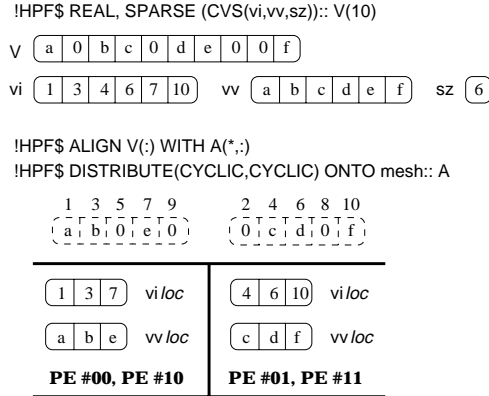 !HPF$ REAL, SPARSE (CVS(vi,vv,sz)):: V(10)
V a 0 b c 0 d e 0 0 f
vi 1 3 4 6 7 10 vv a b c d e f sz 6
!HPF$ ALIGN V(:) WITH A(*,:)
!HPF$ DISTRIBUTE(CYCLIC,CYCLIC) ONTO mesh:: A
1 3 5 7 9 2 4 6 8 10
a b 0 e 0 0 c d 0 f
1 3 7 vi loc 4 6 10 vi loc
a b e vv loc c d f vv loc
PE #00, PE #10 PE #01, PE #11